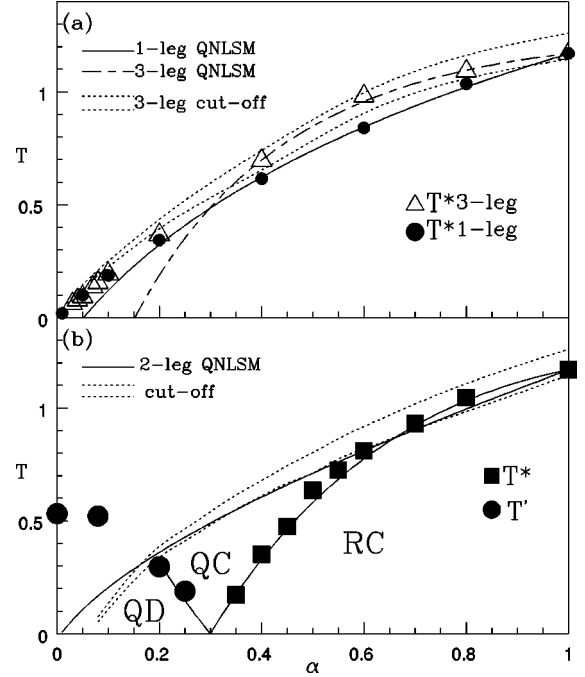 (a)
1-leg QNLSM
3-leg QNLSM
3-leg cut-off
1
T
0.5
T*3-leg
T*1-leg
0
(b)
2-leg QNLSM
cut-off
1
T
T*
T'
0.5
QC
RC
QD
0
0 0.2 0.4 0.6 0.8 1
α